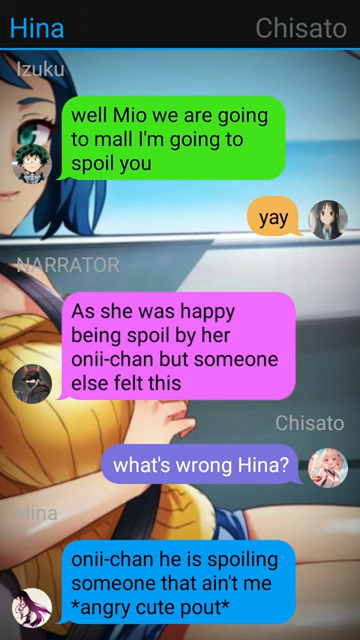 Hina
Chisato
Izuku
well Mio we are going
to mall I'm going to
spoil you
yay
NARRATOR
As she was happy
being spoil by her
onii-chan but someone
else felt this
Chisato
what's wrong Hina?
Hina
onii-chan he is spoiling
someone that ain't me
*angry cute pout*